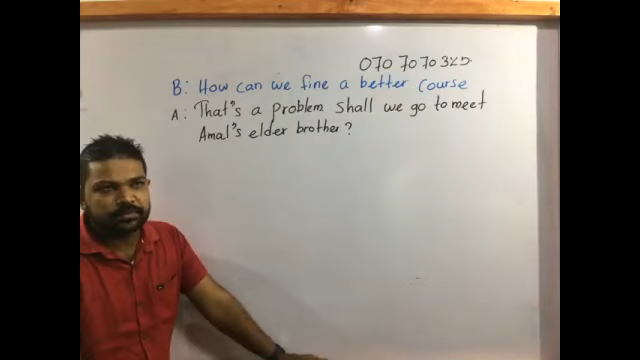 070 7070 325
B: How can we fine a better course
A: That's a problem shall we go to meet
Amal's elder brother?